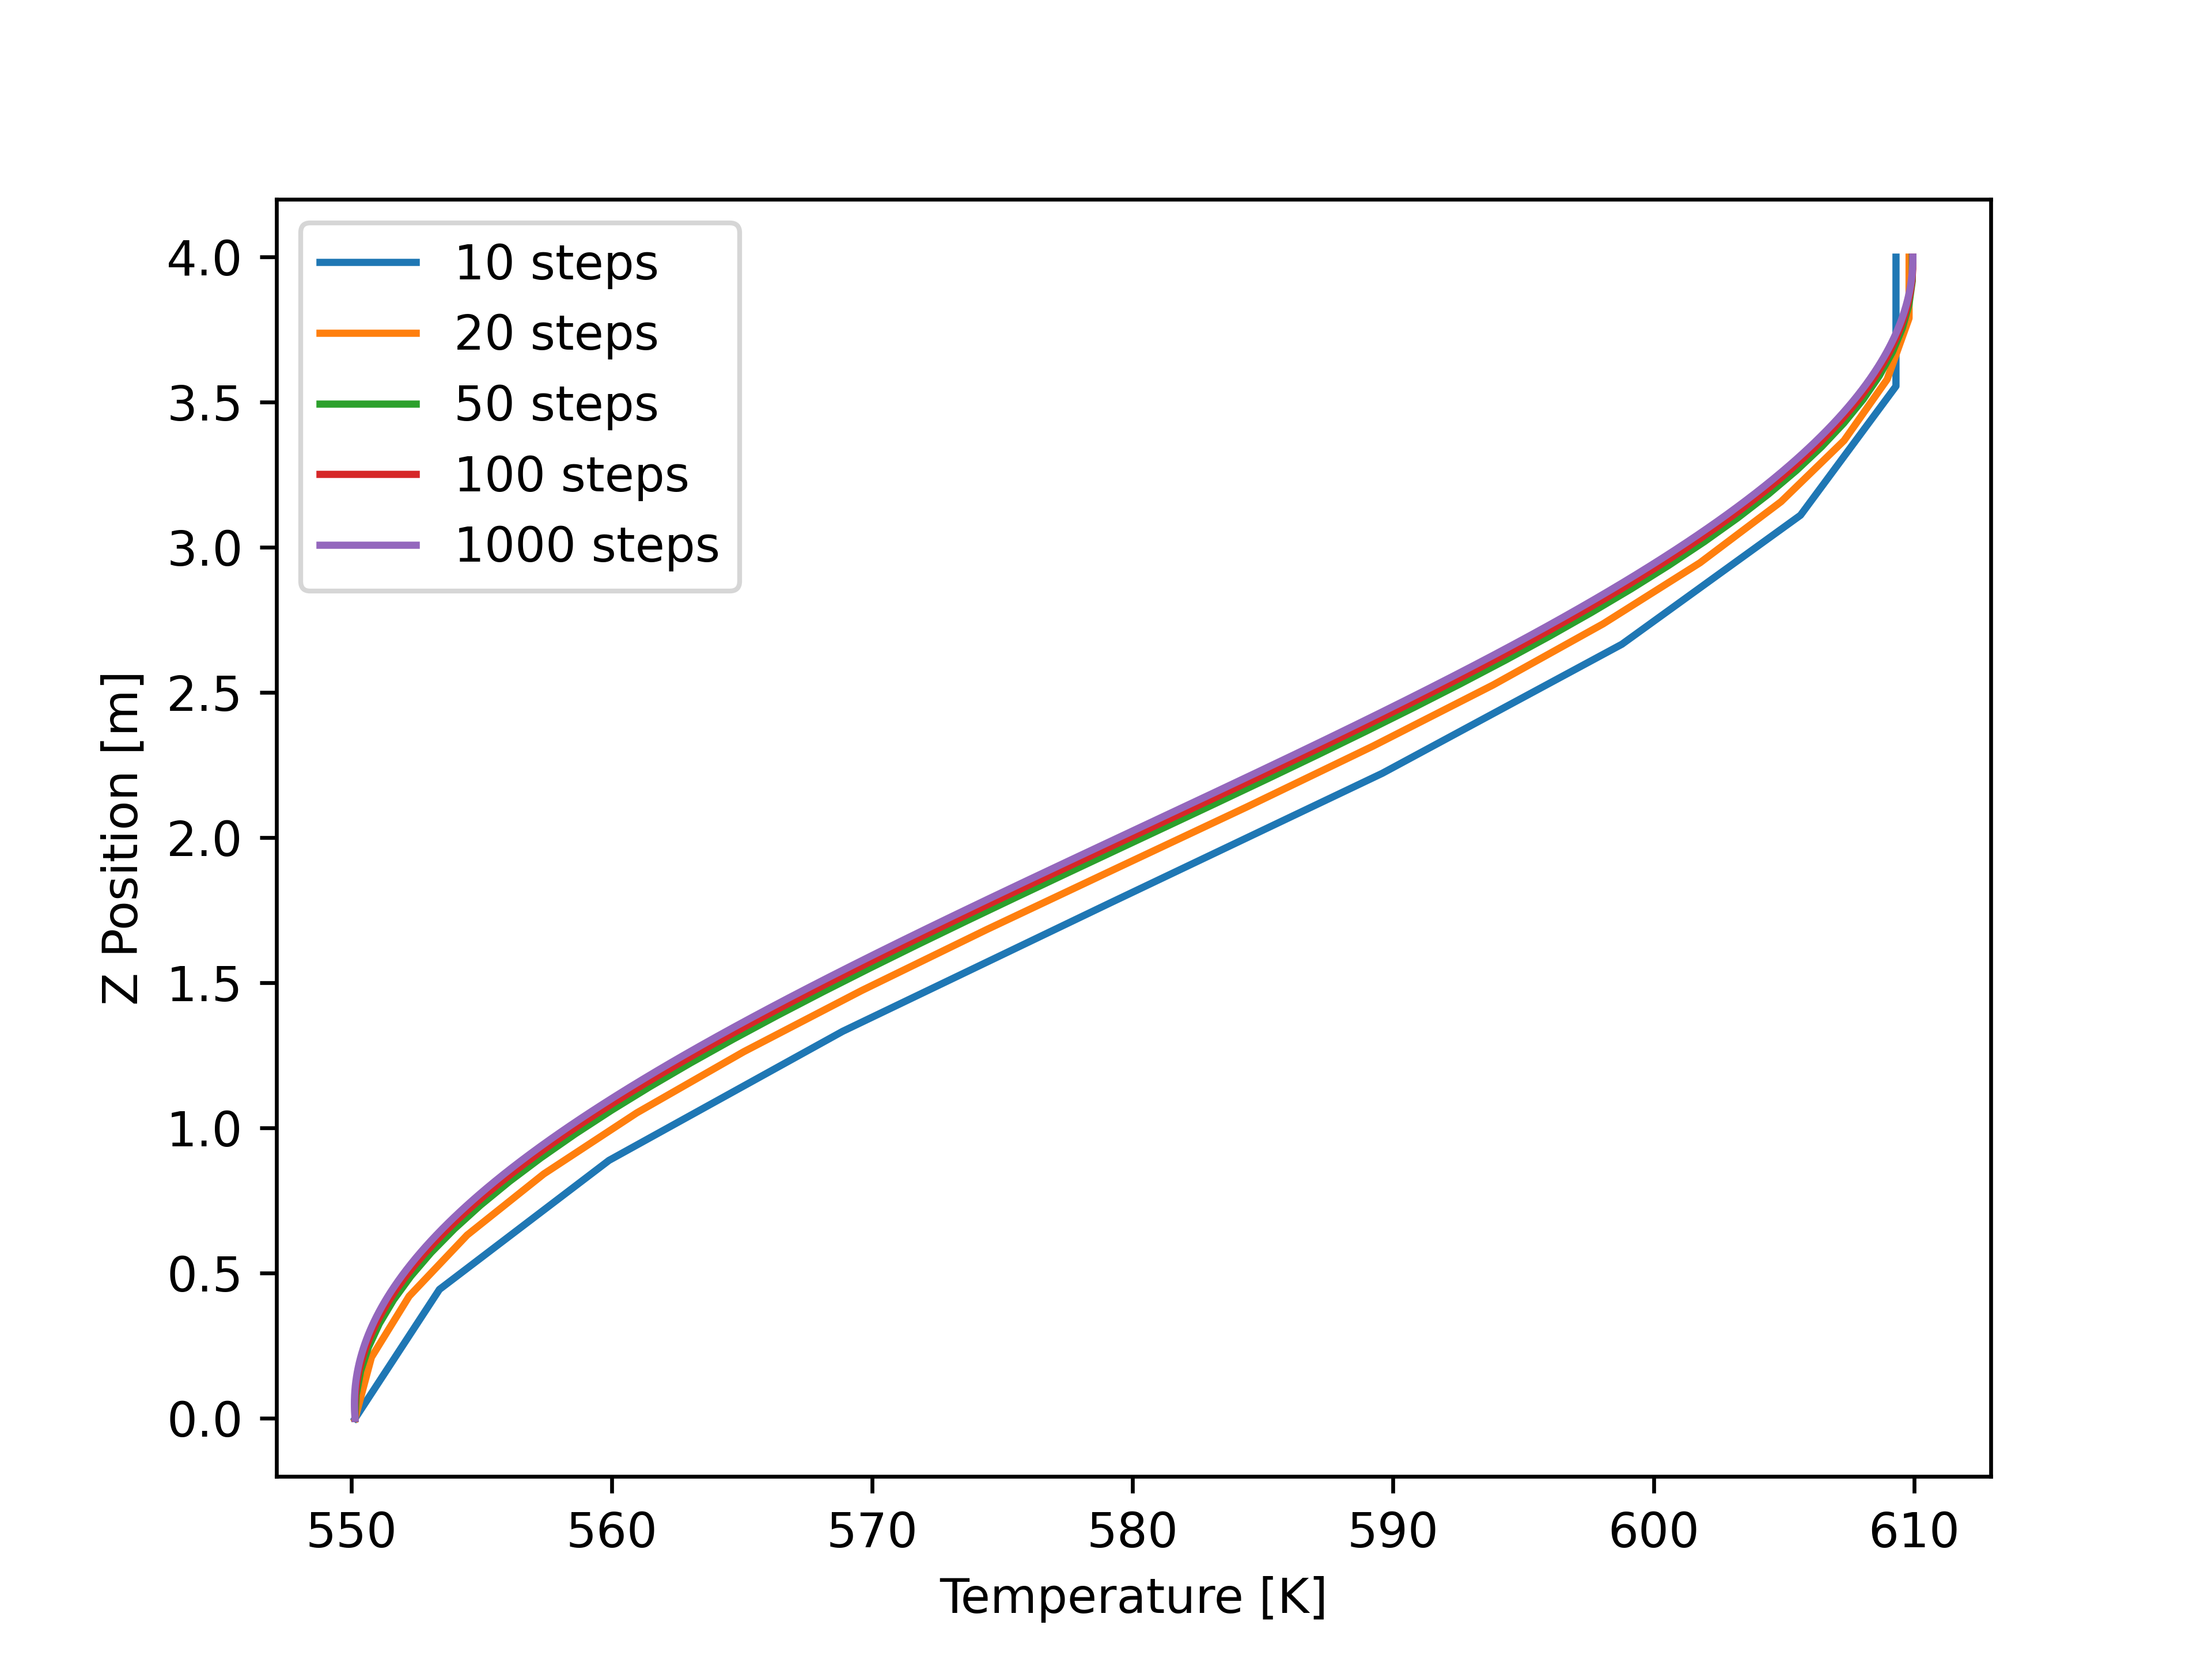 10 steps
20 steps
50 steps
100 steps
1000 steps
4.0
3.5
3.0
2.5
2.0
1.5
1.0
0.5
0.0
Z Position [m]
550 560 570 580 590 600 610
Temperature [K]